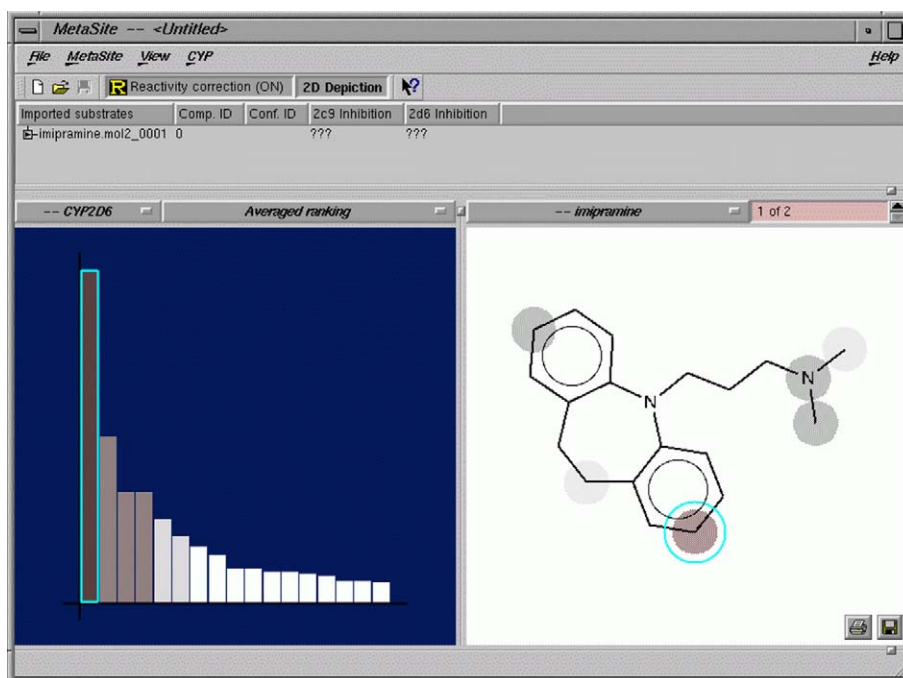 MetaSite -- <Untitled>
File MetaSite View CYP Help
R Reactivity correction (ON) 2D Depiction ?
Imported substrates Comp. ID Conf. ID 2c9 Inhibition 2d6 Inhibition
imipramine.mol2_0001 0 ??? ???
-- CYP2D6 Averaged ranking -- imipramine 1 of 2
N
N